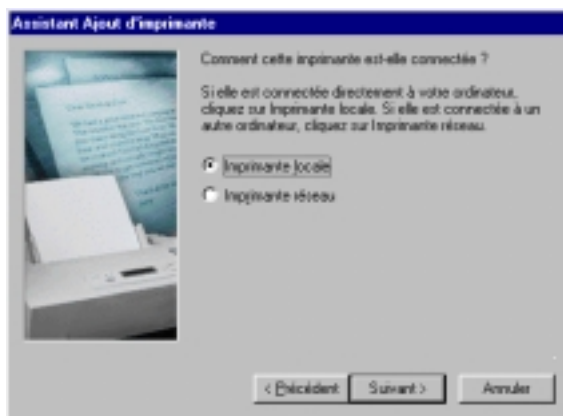 Assistant Ajout d'imprimante
Comment cette imprimante est-elle connectée ?
Si elle est connectée directement à votre ordinateur,
cliquez sur Imprimante locale. Si elle est connectée à un
autre ordinateur, cliquez sur Imprimante réseau.
Imprimante locale
Imprimante réseau
< Précédent
Suivant >
Annuler